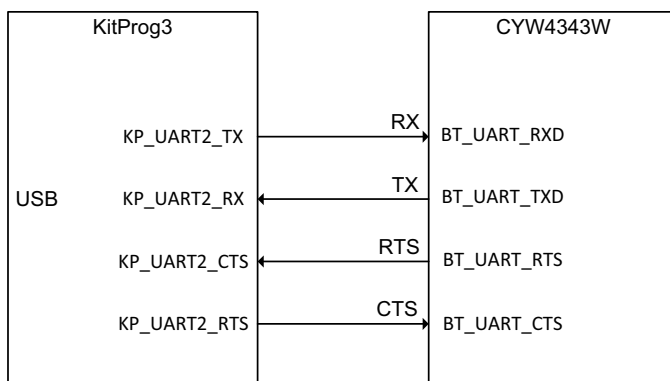 KitProg3
CYW4343W
KP_UART2_TX
RX
BT_UART_RXD
USB
KP_UART2_RX
TX
BT_UART_TXD
KP_UART2_CTS
RTS
BT_UART_RTS
KP_UART2_RTS
CTS
BT_UART_CTS